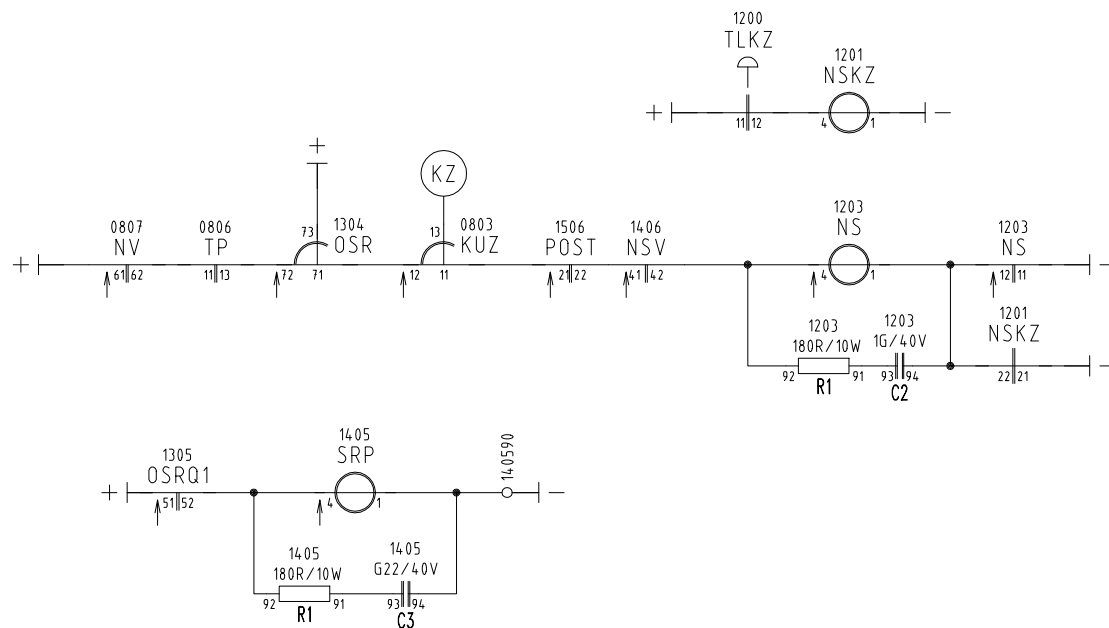 1200
TLKZ
1201
NSKZ
+ 11 12 4 1 −
+
KZ
0807
NV
0806
TP
73
1304
OSR
13
0803
KUZ
1506
POST
1406
NSV
1203
NS
1203
NS
+ 61 62 11 13 72 71 12 11 21 22 41 42 4 1 12 11 −
1203
180R/10W
1203
1G/40V
1201
NSKZ
92 91 93 94 22 21 −
R1
C2
1305
OSRQ1
1405
SRP
140590
+ 51 52 4 1 −
1405
180R/10W
1405
G22/40V
92 91 93 94
R1
C3